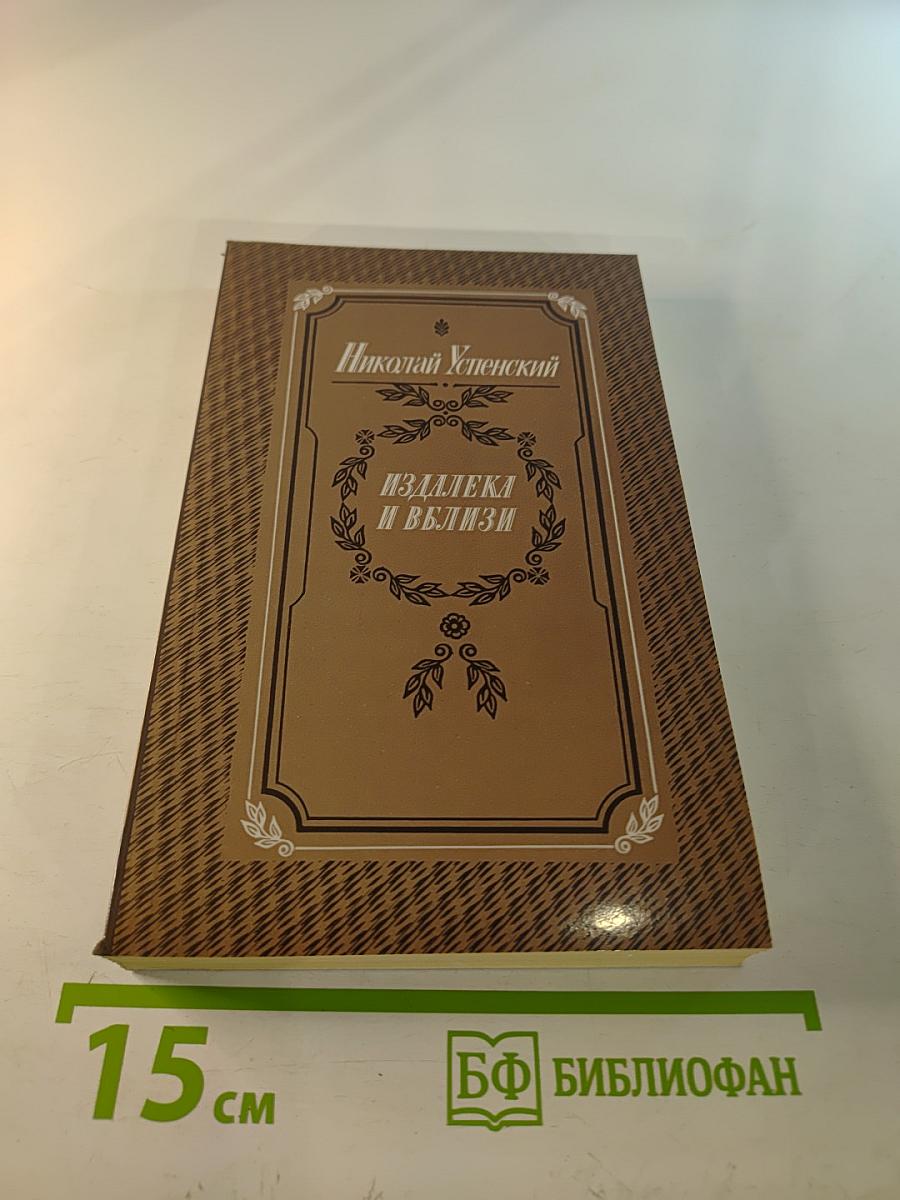 Николай Успенский
ИЗДАЛЕКА
И ВБЛИЗИ
15 см
БФ БИБЛИОФАН